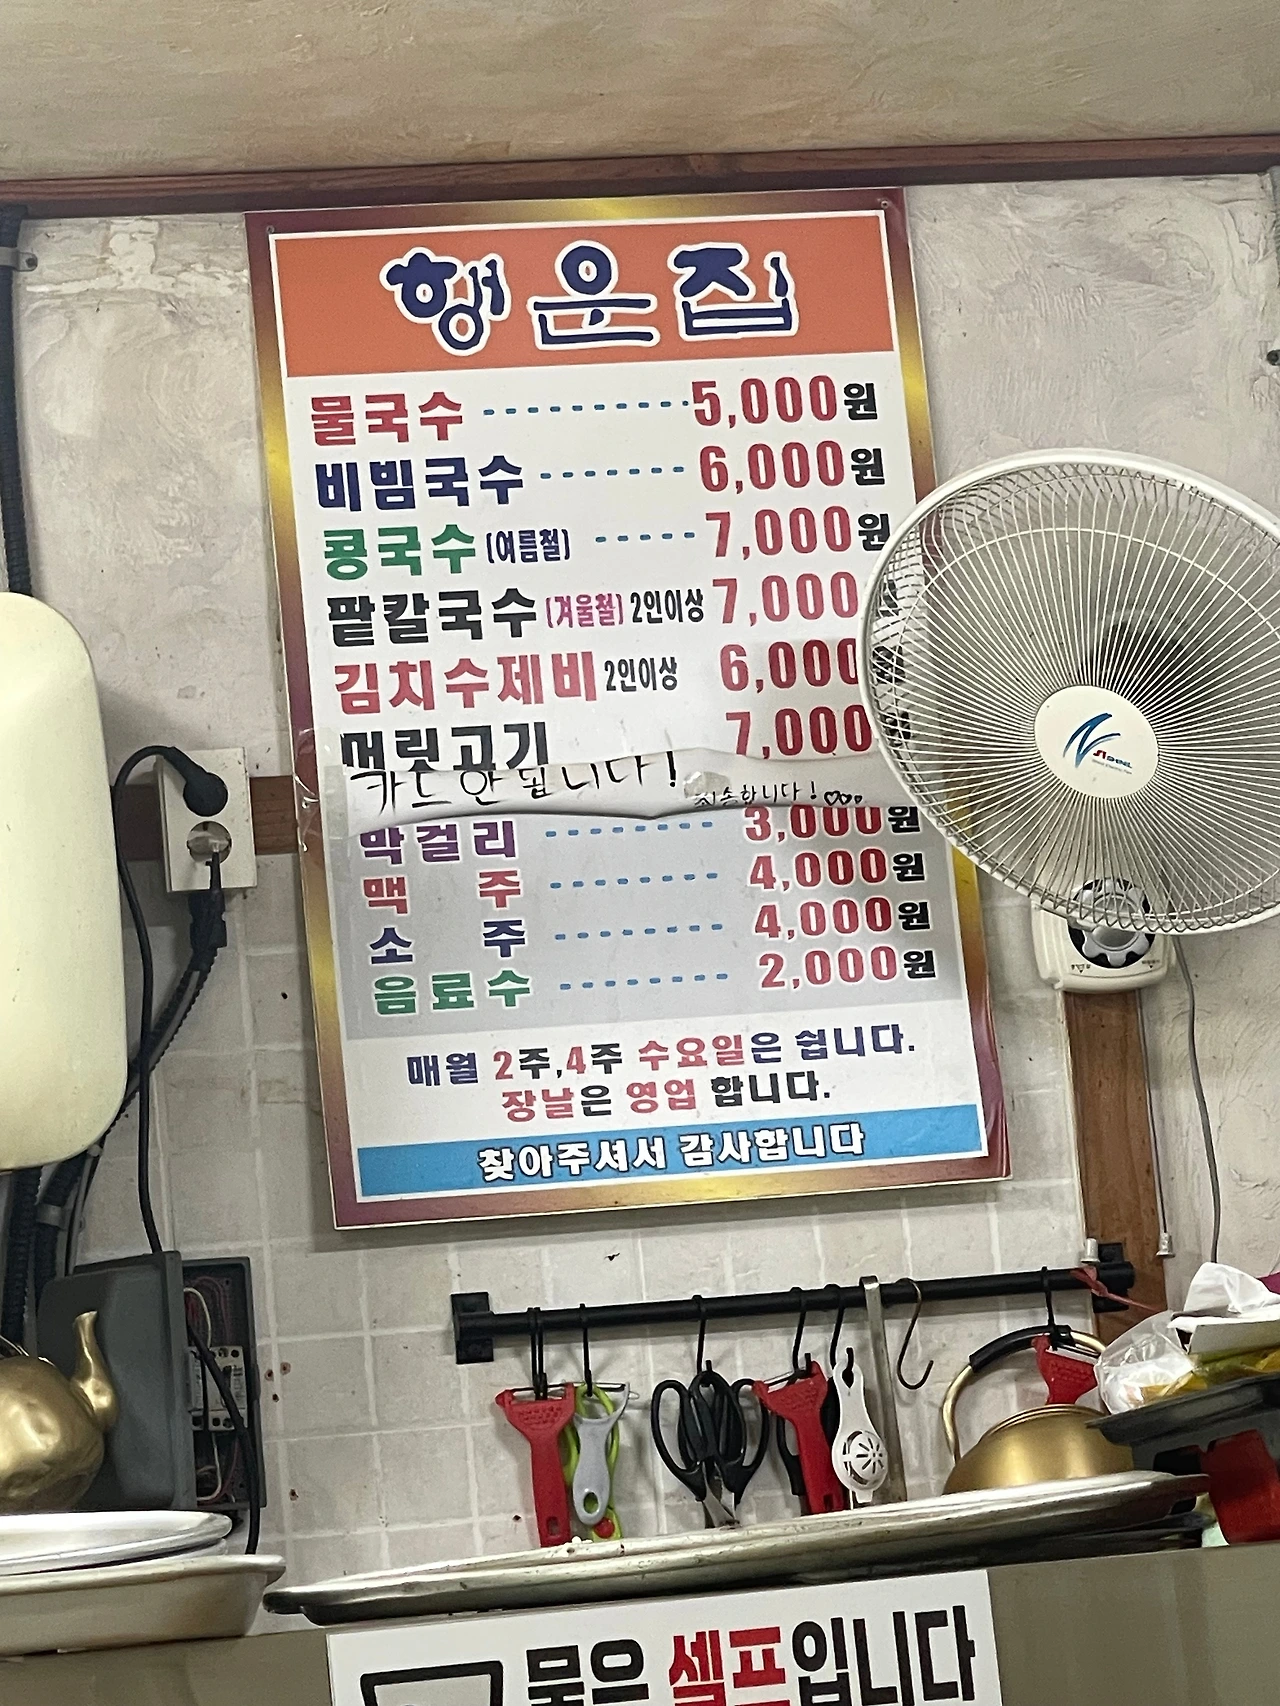 행운집
물국수 ---------- 5,000원
비빔국수 ------- 6,000원
콩국수 (여름철) ----- 7,000원
팥칼국수 (겨울철) 2인이상 7,000
김치수제비 2인이상 6,000
머릿고기 7,000
카드 안 됩니다!
죄송합니다! ♡♡♡
막걸리 --------- 3,000원
맥주 --------- 4,000원
소주 --------- 4,000원
음료수 --------- 2,000원
매월 2주,4주 수요일은 쉽니다.
장날은 영업 합니다.
찾아주셔서 감사합니다
물은 셀프입니다